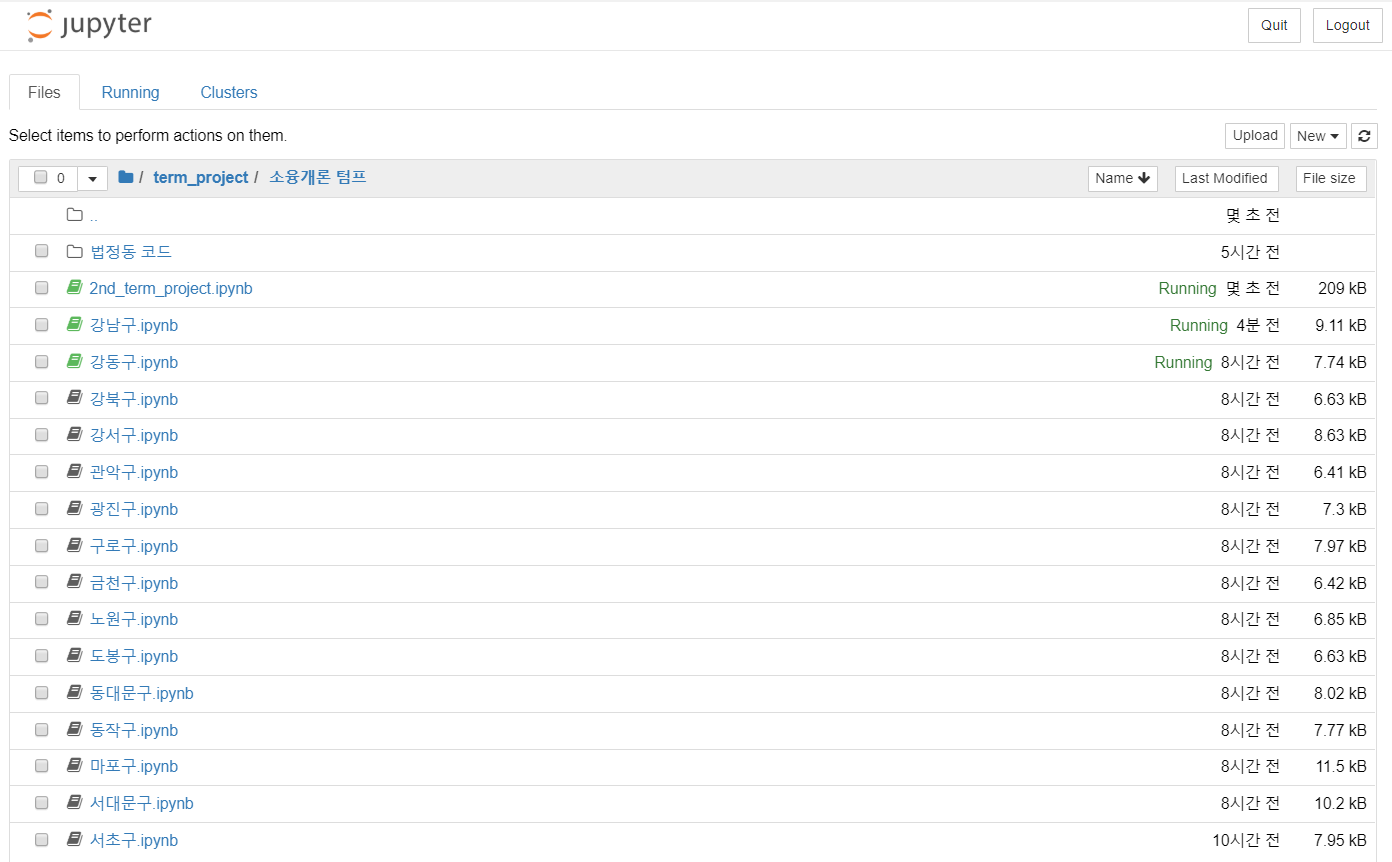 jupyter Quit Logout
Files Running Clusters
Select items to perform actions on them. Upload New
0 / term_project / 소융개론 텀프 Name Last Modified File size
.. 몇 초 전
법정동 코드 5시간 전
2nd_term_project.ipynb Running 몇 초 전 209 kB
강남구.ipynb Running 4분 전 9.11 kB
강동구.ipynb Running 8시간 전 7.74 kB
강북구.ipynb 8시간 전 6.63 kB
강서구.ipynb 8시간 전 8.63 kB
관악구.ipynb 8시간 전 6.41 kB
광진구.ipynb 8시간 전 7.3 kB
구로구.ipynb 8시간 전 7.97 kB
금천구.ipynb 8시간 전 6.42 kB
노원구.ipynb 8시간 전 6.85 kB
도봉구.ipynb 8시간 전 6.63 kB
동대문구.ipynb 8시간 전 8.02 kB
동작구.ipynb 8시간 전 7.77 kB
마포구.ipynb 8시간 전 11.5 kB
서대문구.ipynb 8시간 전 10.2 kB
서초구.ipynb 10시간 전 7.95 kB